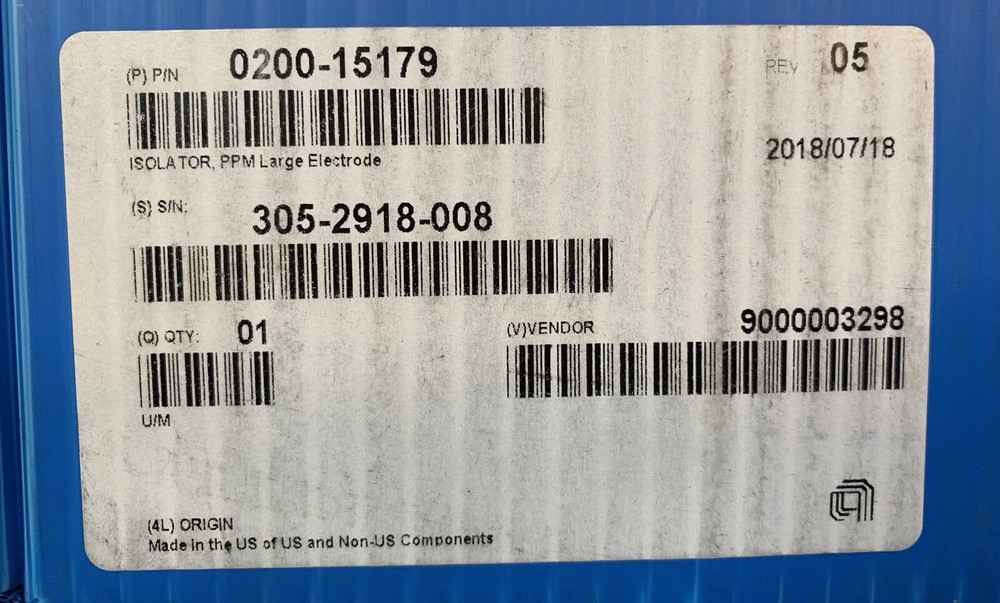 (P) P/N 0200-15179 REV 05
ISOLATOR, PPM Large Electrode 2018/07/18
(S) S/N: 305-2918-008
(Q) QTY: 01 (V)VENDOR 9000003298
U/M
(4L) ORIGIN
Made in the US of US and Non-US Components